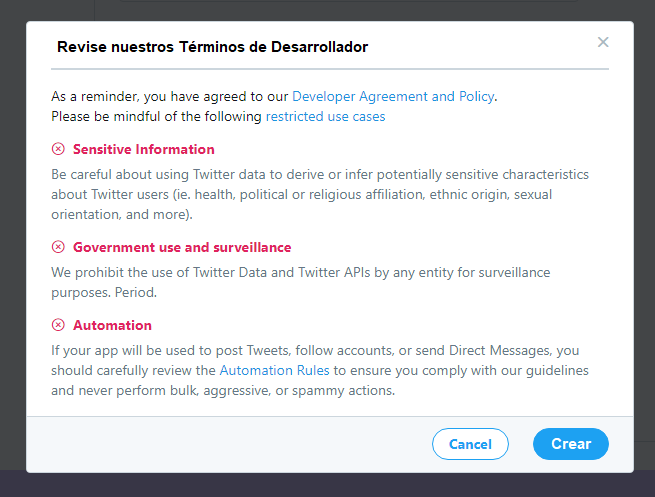 Revise nuestros Términos de Desarrollador
As a reminder, you have agreed to our Developer Agreement and Policy.
Please be mindful of the following restricted use cases
Sensitive Information
Be careful about using Twitter data to derive or infer potentially sensitive characteristics
about Twitter users (ie. health, political or religious affiliation, ethnic origin, sexual
orientation, and more).
Government use and surveillance
We prohibit the use of Twitter Data and Twitter APIs by any entity for surveillance
purposes. Period.
Automation
If your app will be used to post Tweets, follow accounts, or send Direct Messages, you
should carefully review the Automation Rules to ensure you comply with our guidelines
and never perform bulk, aggressive, or spammy actions.
Cancel Crear